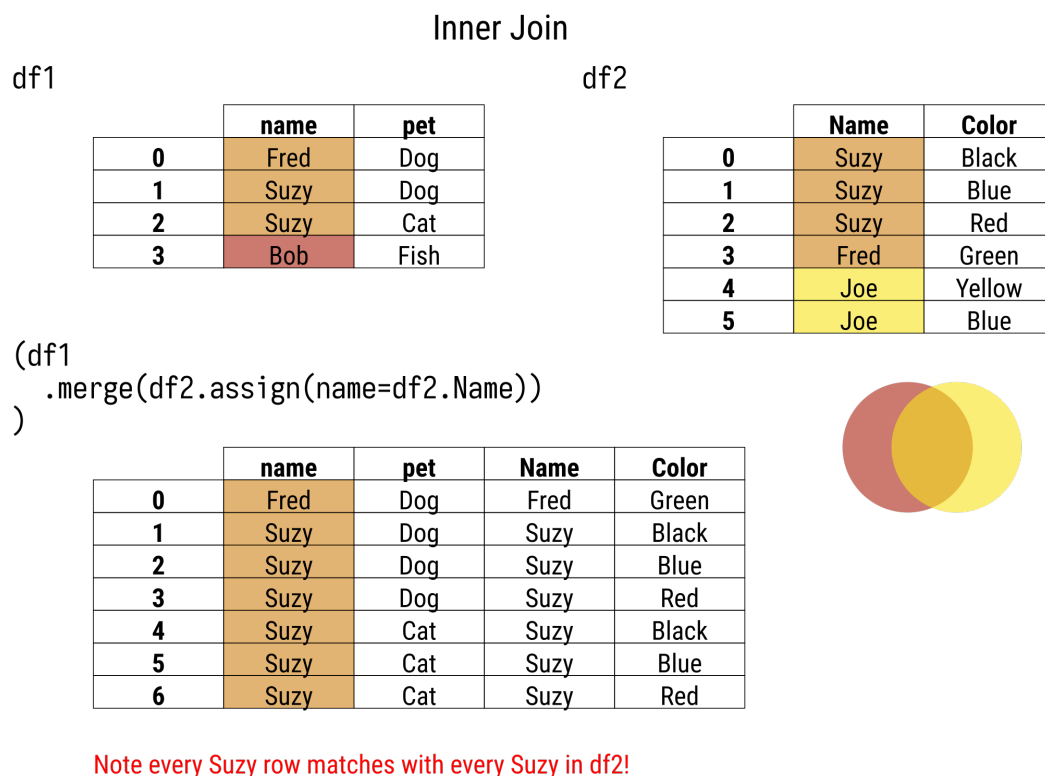 Inner Join
df1
name pet
0 Fred Dog
1 Suzy Dog
2 Suzy Cat
3 Bob Fish
df2
Name Color
0 Suzy Black
1 Suzy Blue
2 Suzy Red
3 Fred Green
4 Joe Yellow
5 Joe Blue
(df1
.merge(df2.assign(name=df2.Name))
)
name pet Name Color
0 Fred Dog Fred Green
1 Suzy Dog Suzy Black
2 Suzy Dog Suzy Blue
3 Suzy Dog Suzy Red
4 Suzy Cat Suzy Black
5 Suzy Cat Suzy Blue
6 Suzy Cat Suzy Red
Note every Suzy row matches with every Suzy in df2!